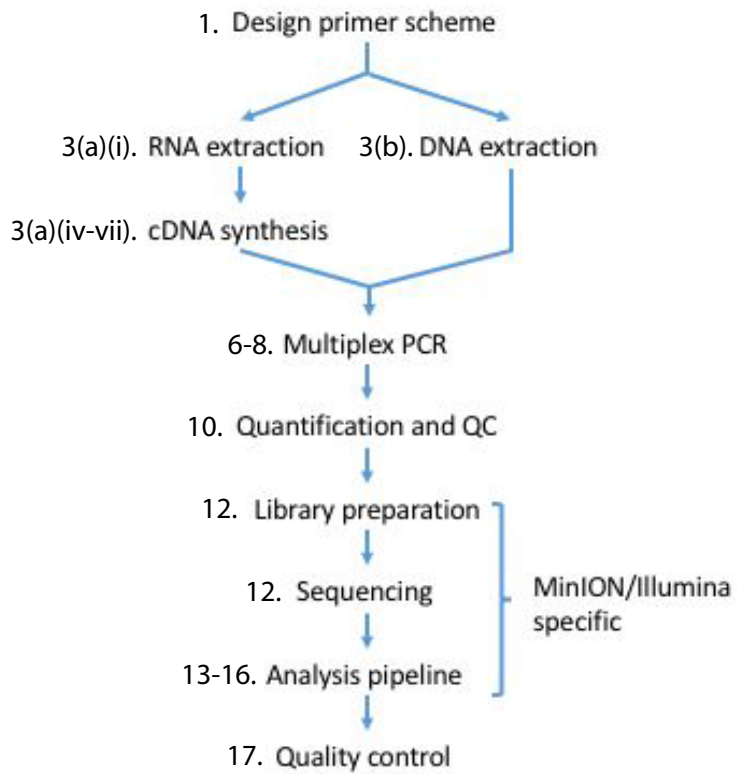 1. Design primer scheme
3(a)(i). RNA extraction
3(b). DNA extraction
3(a)(iv-vii). cDNA synthesis
6-8. Multiplex PCR
10. Quantification and QC
12. Library preparation
12. Sequencing
MinION/Illumina
specific
13-16. Analysis pipeline
17. Quality control